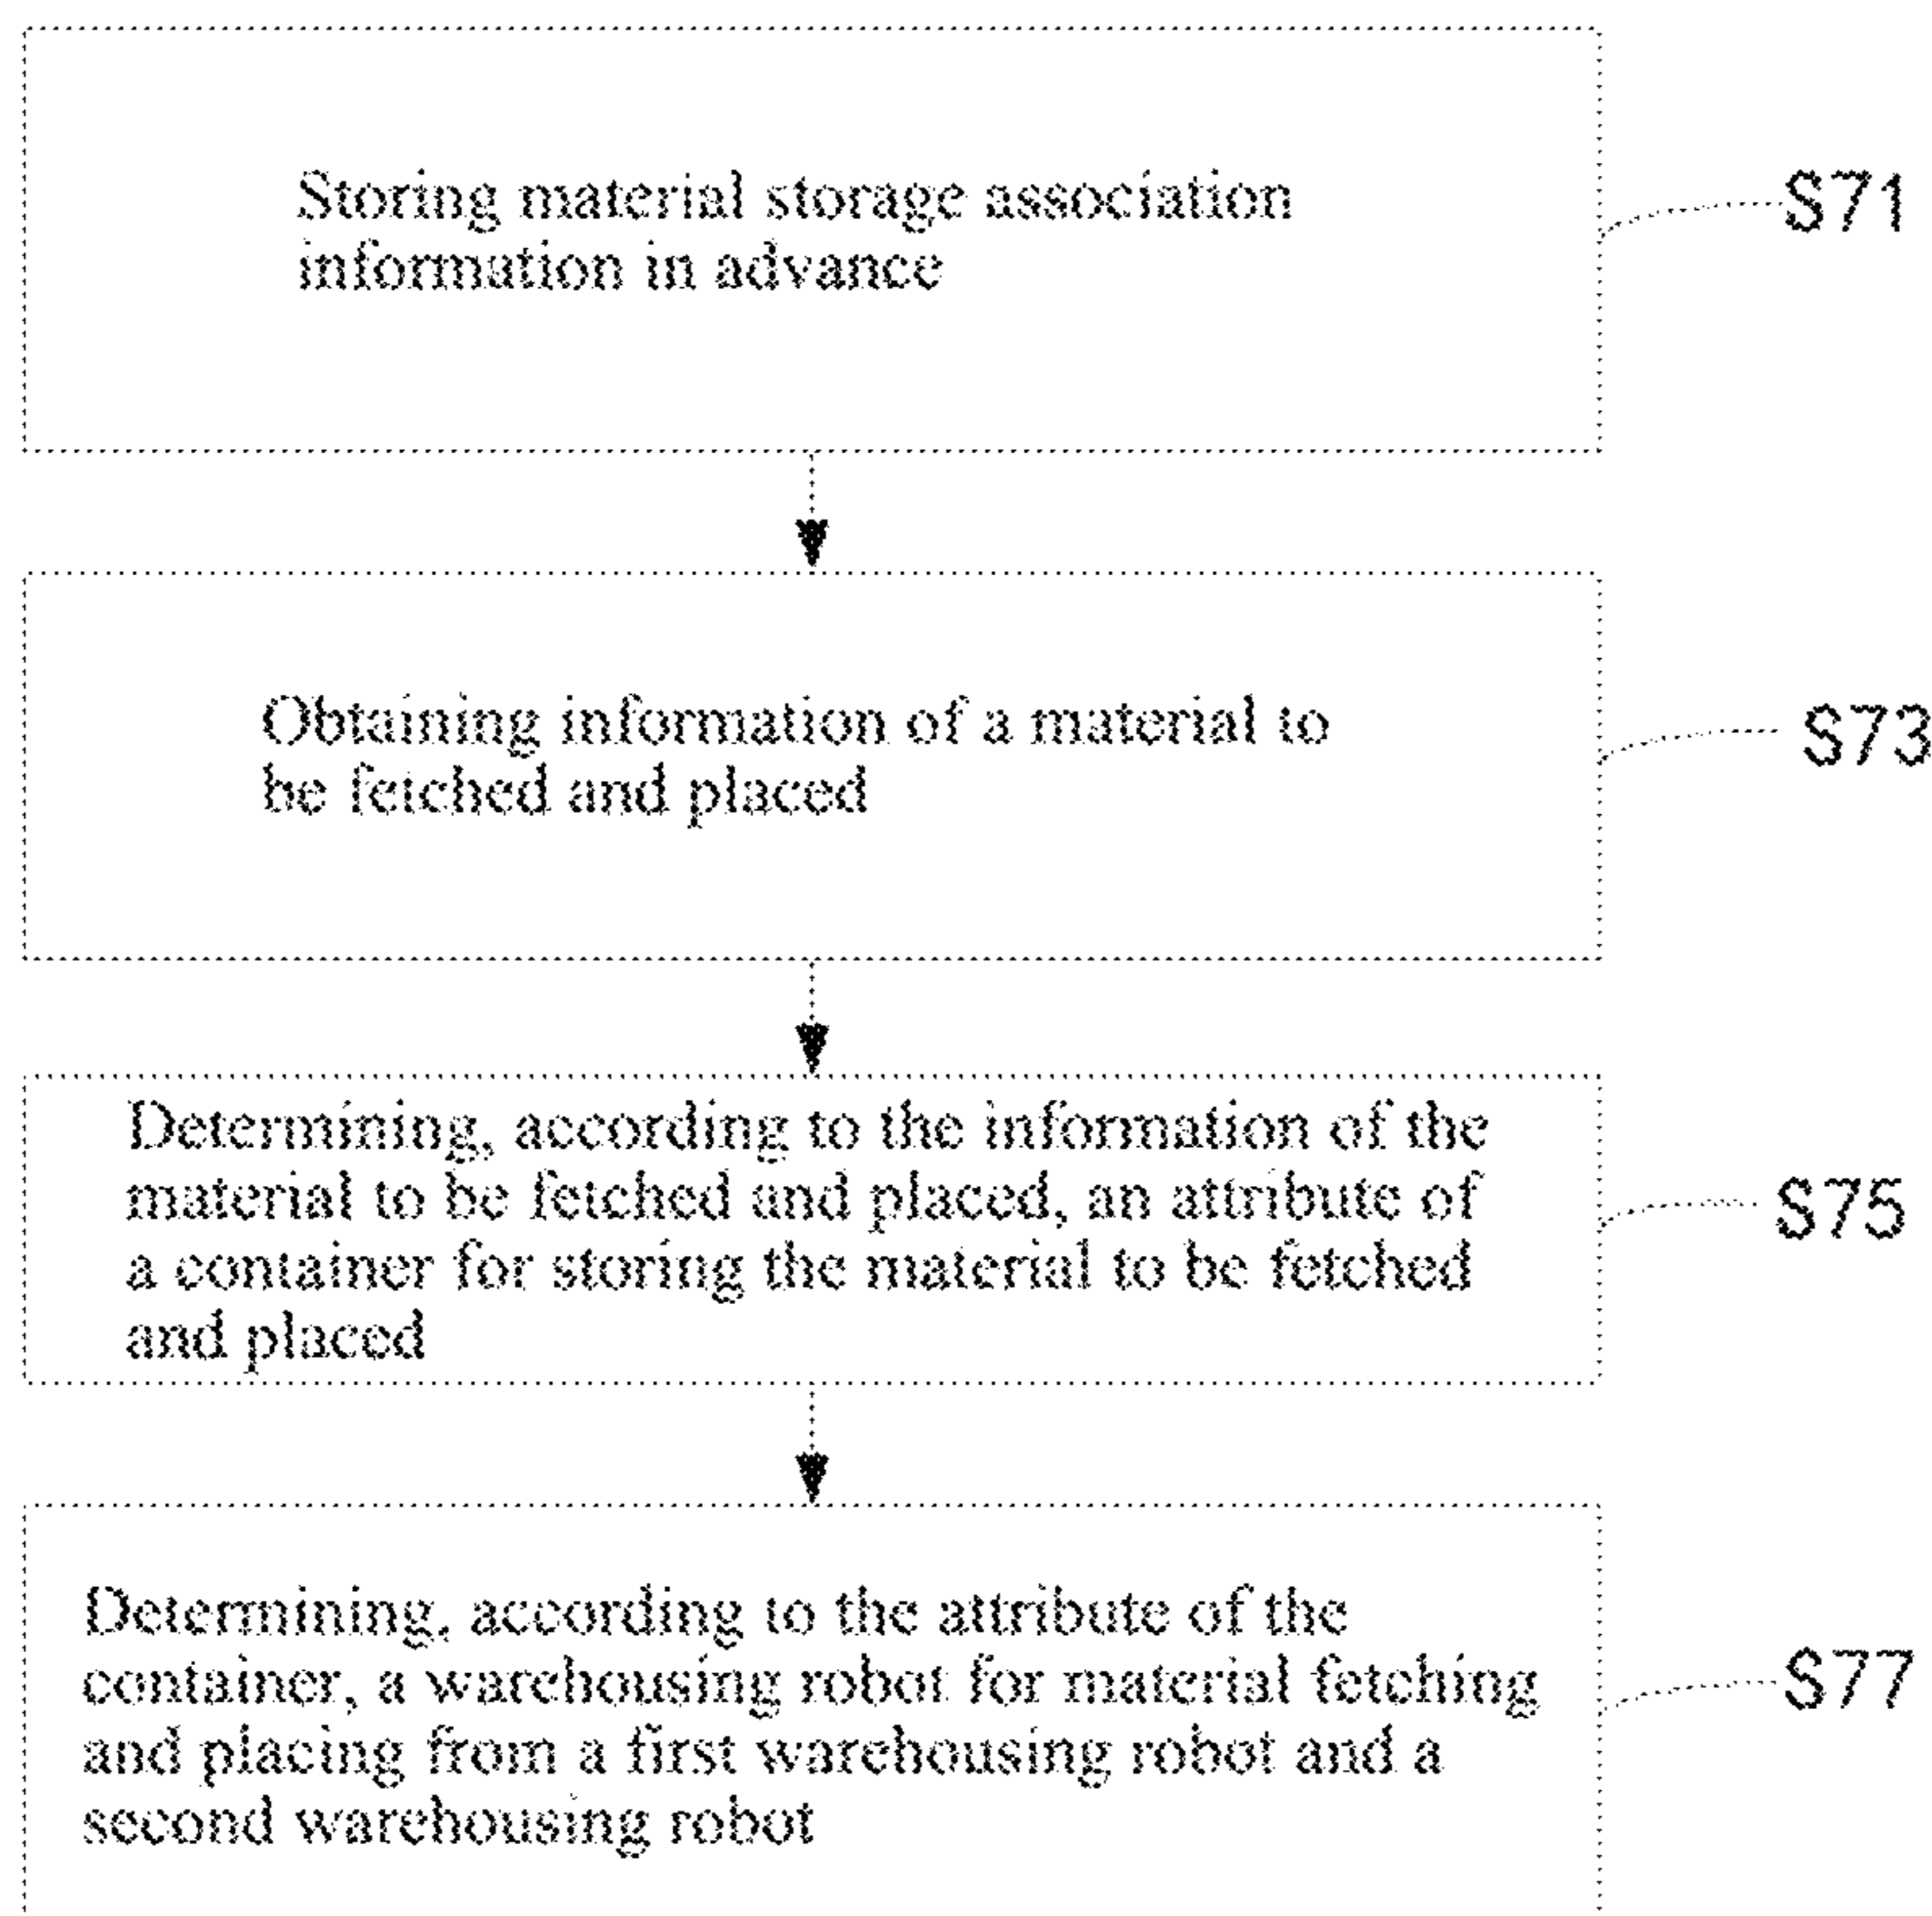 Storing material storage association
information in advance
S71
Obtaining information of a material to
be fetched and placed
S73
Determining, according to the information of the
material to be fetched and placed, an attribute of
a container for storing the material to be fetched
and placed
S75
Determining, according to the attribute of the
container, a warehousing robot for material fetching
and placing from a first warehousing robot and a
second warehousing robot
S77